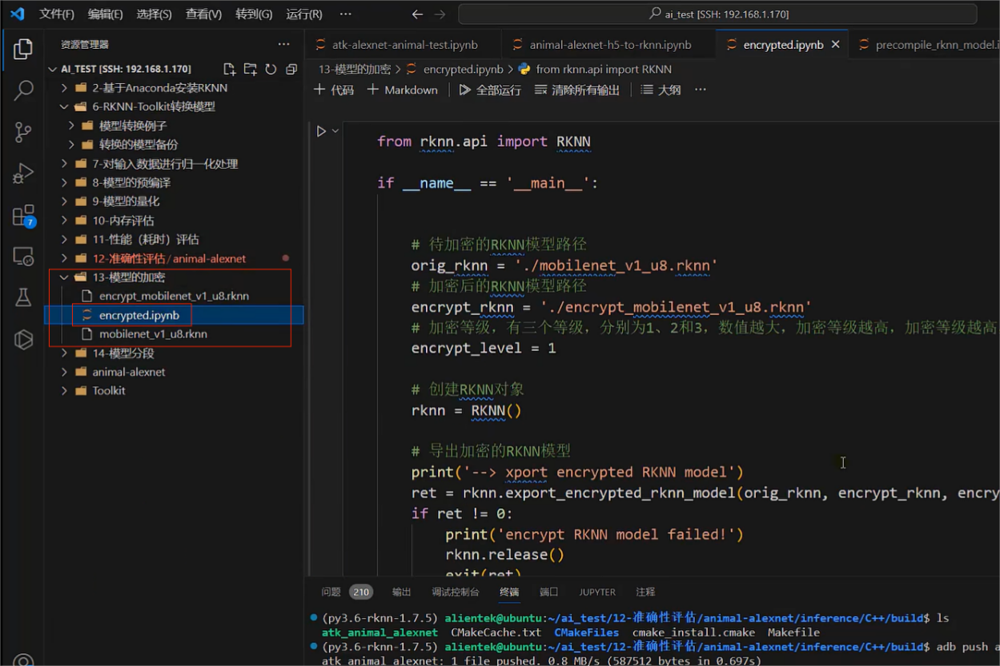 文件(F) 编辑(E) 选择(S) 查看(V) 转到(G) 运行(R) ··· ai_test [SSH: 192.168.1.170]
资源管理器 ···
atk-alexnet-animal-test.ipynb animal-alexnet-h5-to-rknn.ipynb encrypted.ipynb precompile_rknn_model.i
AI_TEST [SSH: 192.168.1.170]
2-基于Anaconda安装RKNN
6-RKNN-Toolkit转换模型
模型转换例子
转换的模型备份
7-对输入数据进行归一化处理
8-模型的预编译
9-模型的量化
10-内存评估
11-性能（耗时）评估
12-准确性评估/animal-alexnet
13-模型的加密
encrypt_mobilenet_v1_u8.rknn
encrypted.ipynb
mobilenet_v1_u8.rknn
14-模型分段
animal-alexnet
Toolkit
7
13-模型的加密 > encrypted.ipynb > from rknn.api import RKNN
+ 代码 + Markdown 全部运行 清除所有输出 大纲 ···
from rknn.api import RKNN
if __name__ == '__main__':
# 待加密的RKNN模型路径
orig_rknn = './mobilenet_v1_u8.rknn'
# 加密后的RKNN模型路径
encrypt_rknn = './encrypt_mobilenet_v1_u8.rknn'
# 加密等级，有三个等级，分别为1、2和3，数值越大，加密等级越高，加密等级越高
encrypt_level = 1
# 创建RKNN对象
rknn = RKNN()
# 导出加密的RKNN模型
print('--> xport encrypted RKNN model')
ret = rknn.export_encrypted_rknn_model(orig_rknn, encrypt_rknn, encry
if ret != 0:
print('encrypt RKNN model failed!')
rknn.release()
exit(ret)
问题 210 输出 调试控制台 终端 端口 JUPYTER 注释
(py3.6-rknn-1.7.5) alientek@ubuntu:~/ai_test/12-准确性评估/animal-alexnet/inference/C++/build$ ls
atk_animal_alexnet CMakeCache.txt CMakeFiles cmake_install.cmake Makefile
(py3.6-rknn-1.7.5) alientek@ubuntu:~/ai_test/12-准确性评估/animal-alexnet/inference/C++/build$ adb push a
atk_animal_alexnet: 1 file pushed. 0.8 MB/s (587512 bytes in 0.697s)